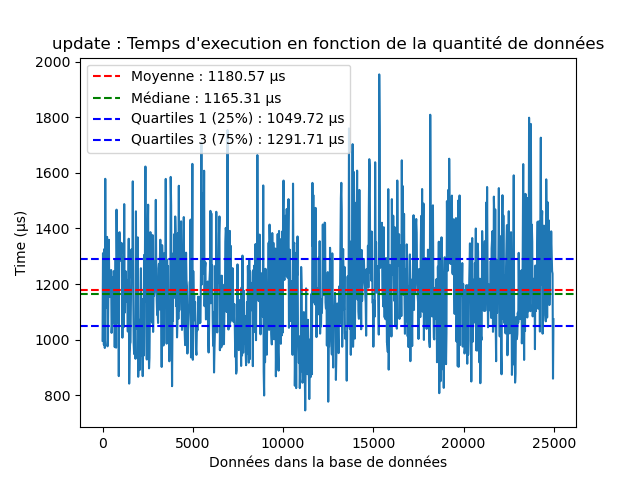 update : Temps d'execution en fonction de la quantité de données
Moyenne : 1180.57 µs
Médiane : 1165.31 µs
Quartiles 1 (25%) : 1049.72 µs
Quartiles 3 (75%) : 1291.71 µs
2000
1800
1600
1400
1200
1000
800
Time (µs)
0 5000 10000 15000 20000 25000
Données dans la base de données